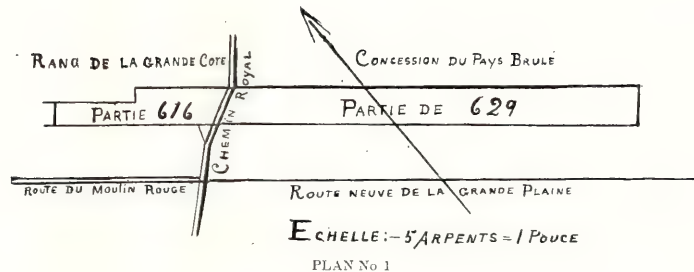 RANG DE LA GRANDE COTE
CHEMIN ROYAL
CONCESSION DU PAYS BRULÉ
PARTIE 616
PARTIE DE 629
ROUTE DU MOULIN ROUGE
ROUTE NEUVE DE LA GRANDE PLAINE
ECHELLE:-5 ARPENTS = 1 POUCE
PLAN No 1